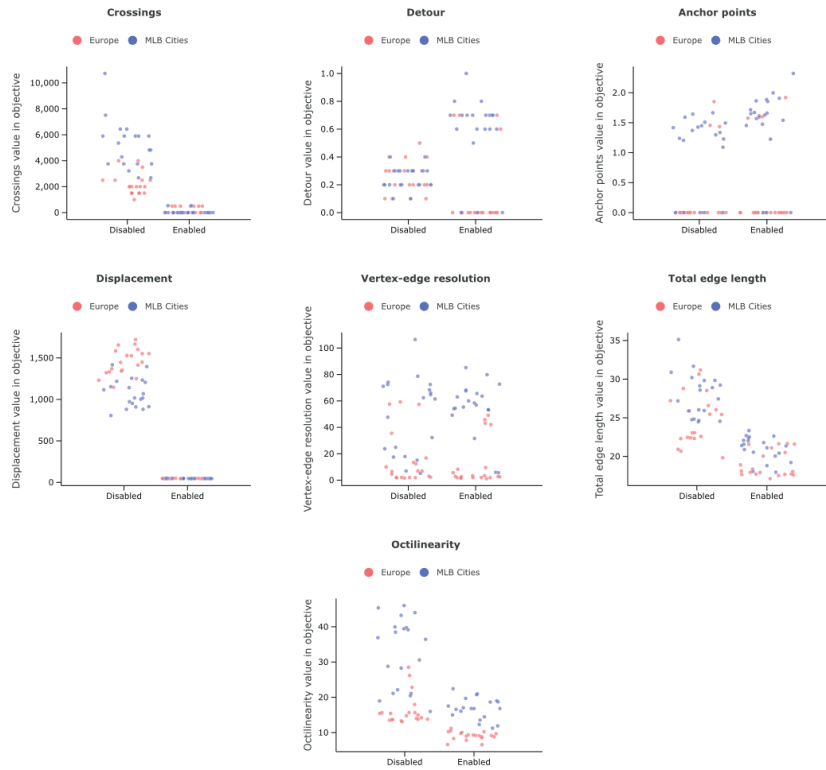 Crossings
Europe MLB Cities
Crossings value in objective
10,000
8,000
6,000
4,000
2,000
0
Disabled Enabled
Detour
Europe MLB Cities
Detour value in objective
1.0
0.8
0.6
0.4
0.2
0.0
Disabled Enabled
Anchor points
Europe MLB Cities
Anchor points value in objective
2.0
1.5
1.0
0.5
0.0
Disabled Enabled
Displacement
Europe MLB Cities
Displacement value in objective
1,500
1,000
500
0
Disabled Enabled
Vertex-edge resolution
Europe MLB Cities
Vertex-edge resolution value in objective
100
80
60
40
20
0
Disabled Enabled
Total edge length
Europe MLB Cities
Total edge length value in objective
35
30
25
20
Disabled Enabled
Octilinearity
Europe MLB Cities
Octilinearity value in objective
40
30
20
10
Disabled Enabled